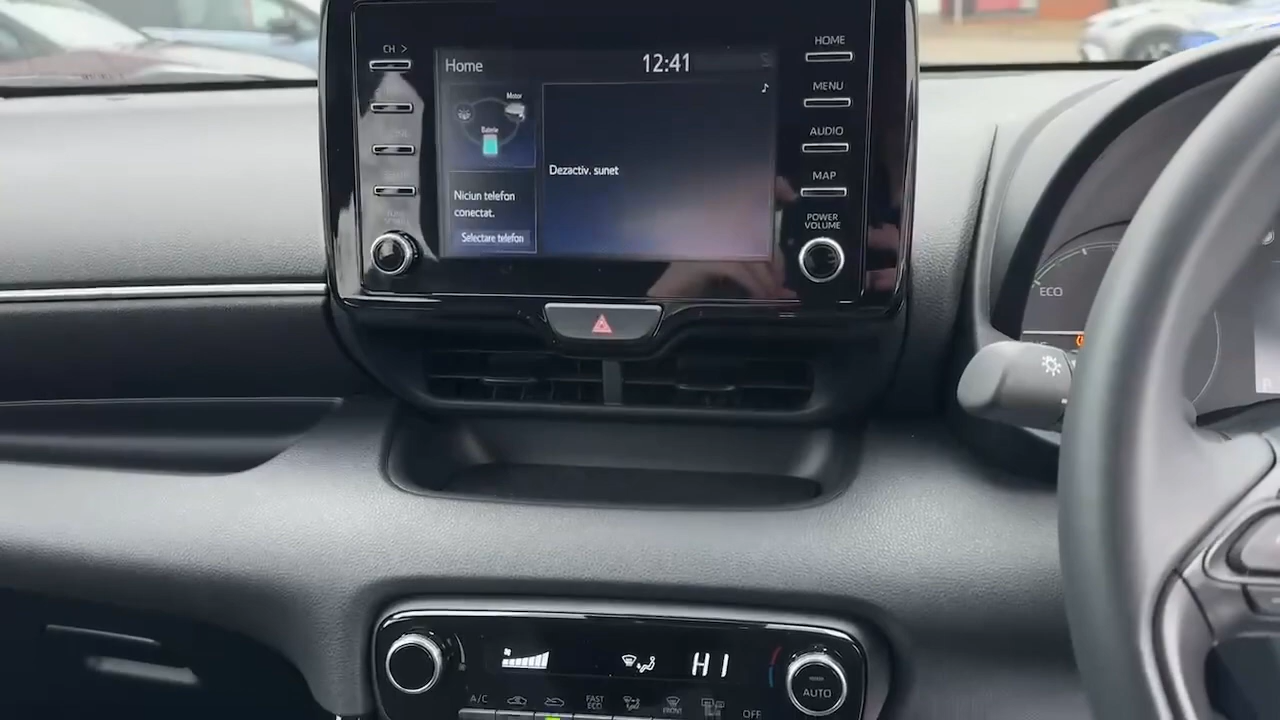 CH >
Home
12:41
HOME
Motor
Baterie
MENU
AUDIO
Dezactiv. sunet
MAP
Niciun telefon
conectat.
POWER
VOLUME
Selectare telefon
ECO
HI
A/C
FAST
ECO
FRONT
AUTO
OFF